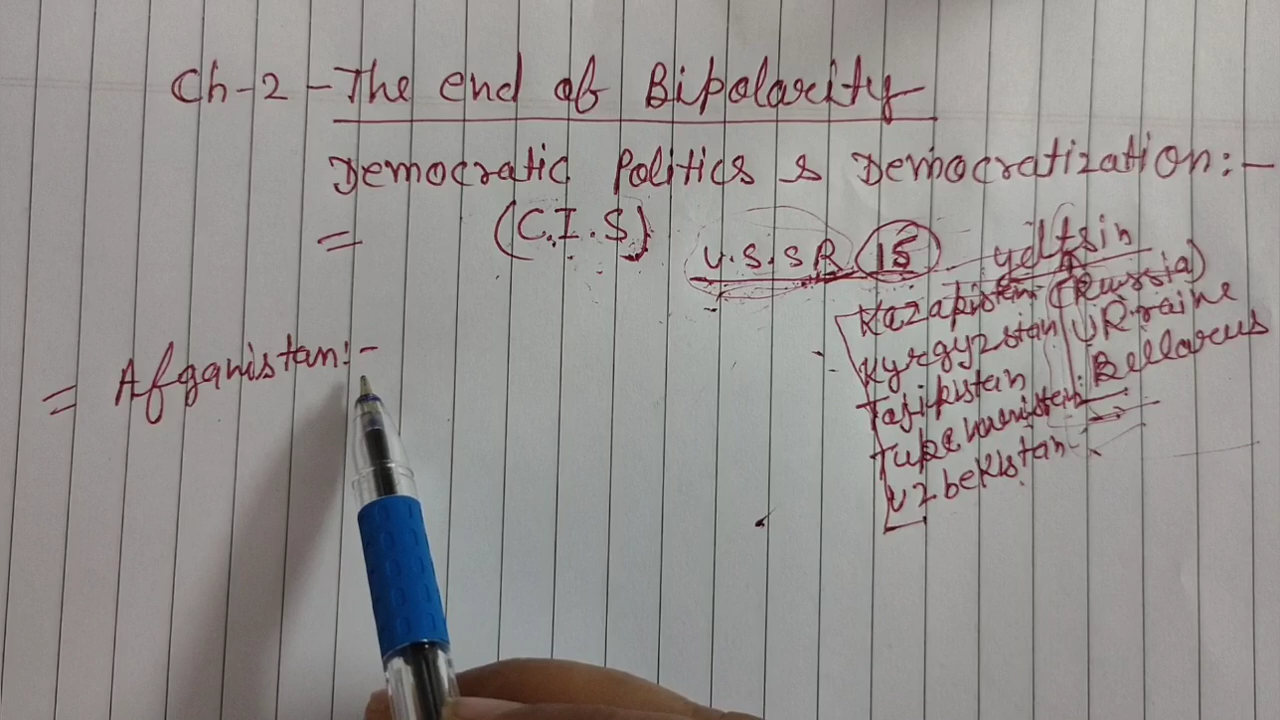 Ch-2 - The end of Bipolarity
Democratic Politics & Democratization:-
= (C.I.S) U.S.S.R (15) yeltsin
Kazakistan (Russia)
Kyrgyzstan UKraine
Tajikistan Bellarus
Uzbekistan
= Afganistan:-